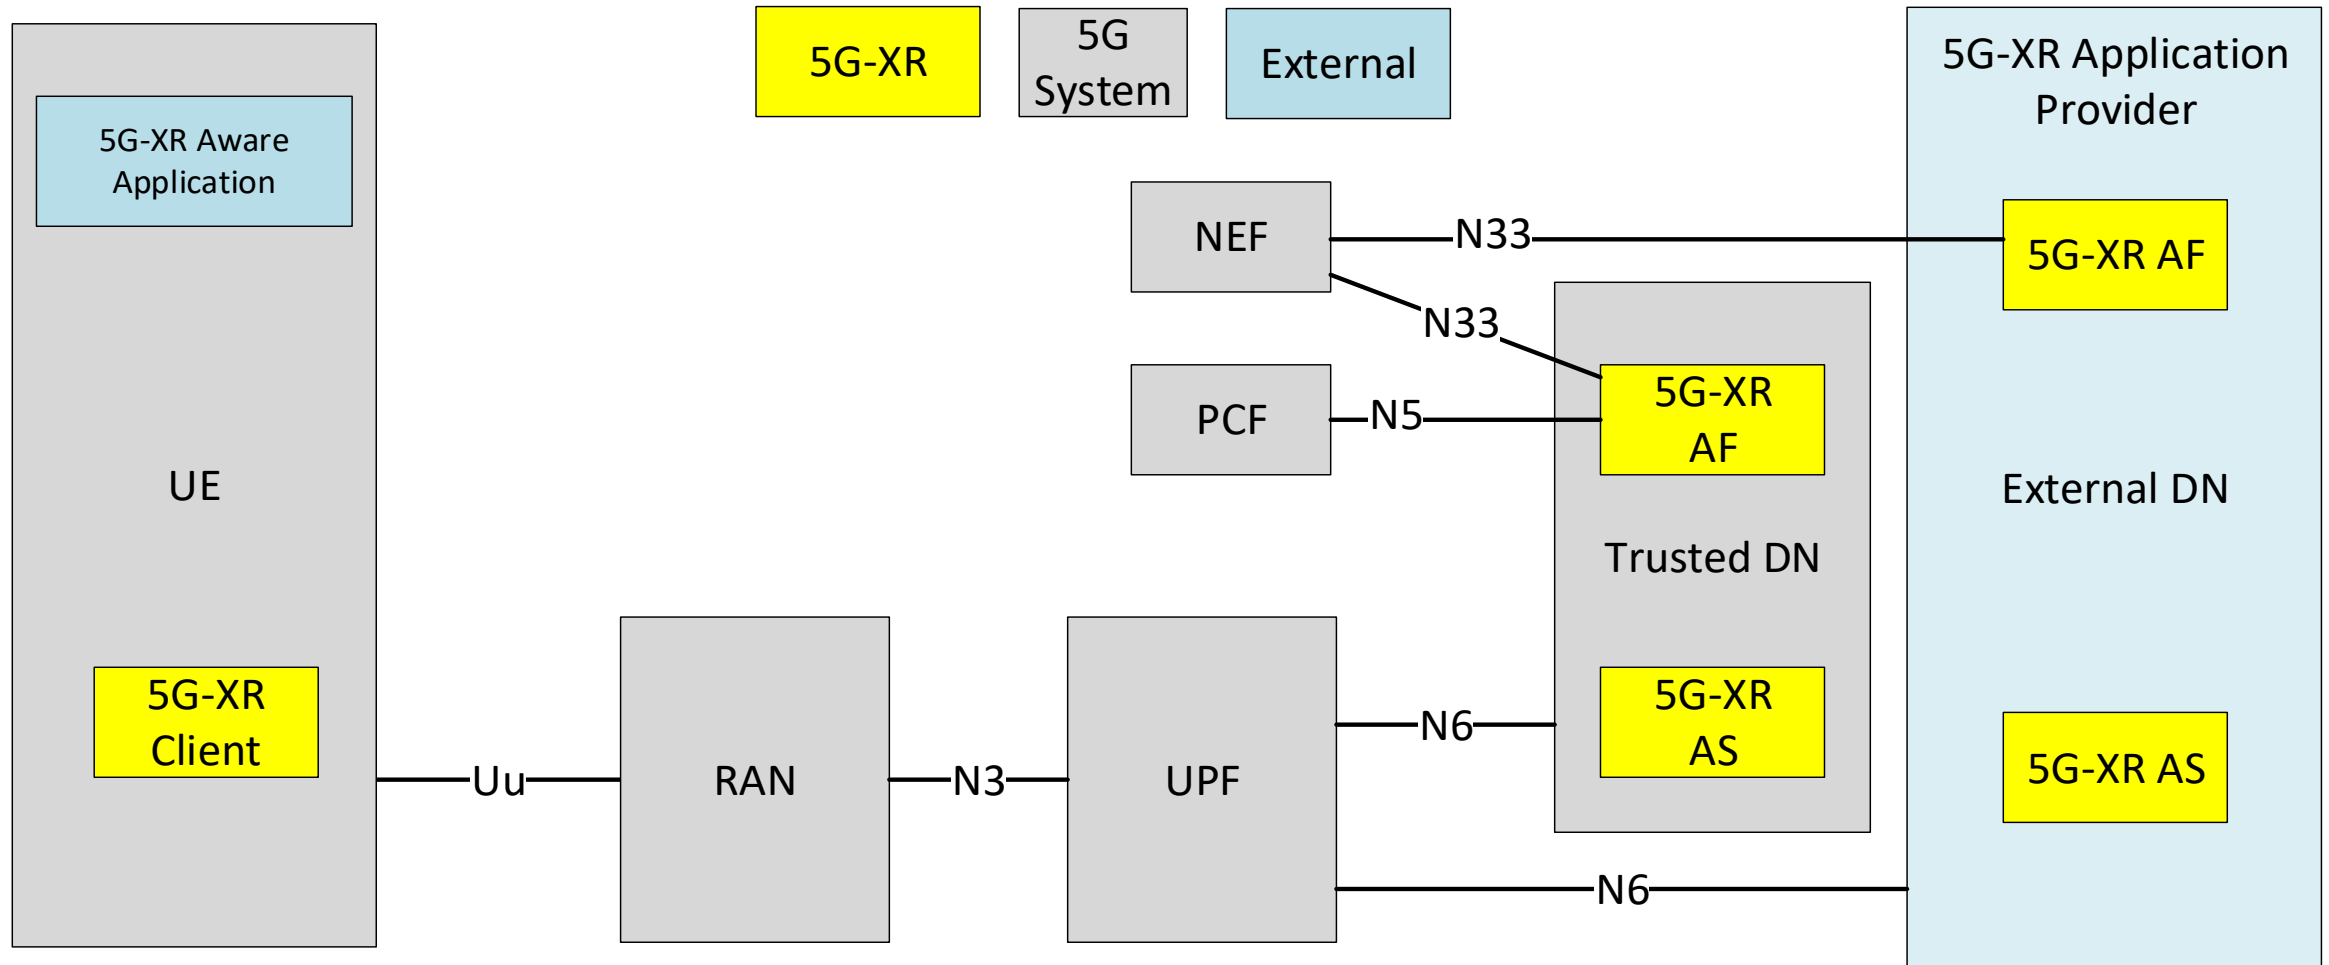 5G-XR
5G
System
External
5G-XR Application
Provider
5G-XR Aware
Application
NEF
N33
5G-XR AF
N33
PCF
N5
5G-XR
AF
UE
External DN
Trusted DN
5G-XR
Client
Uu
RAN
N3
UPF
N6
5G-XR
AS
5G-XR AS
N6